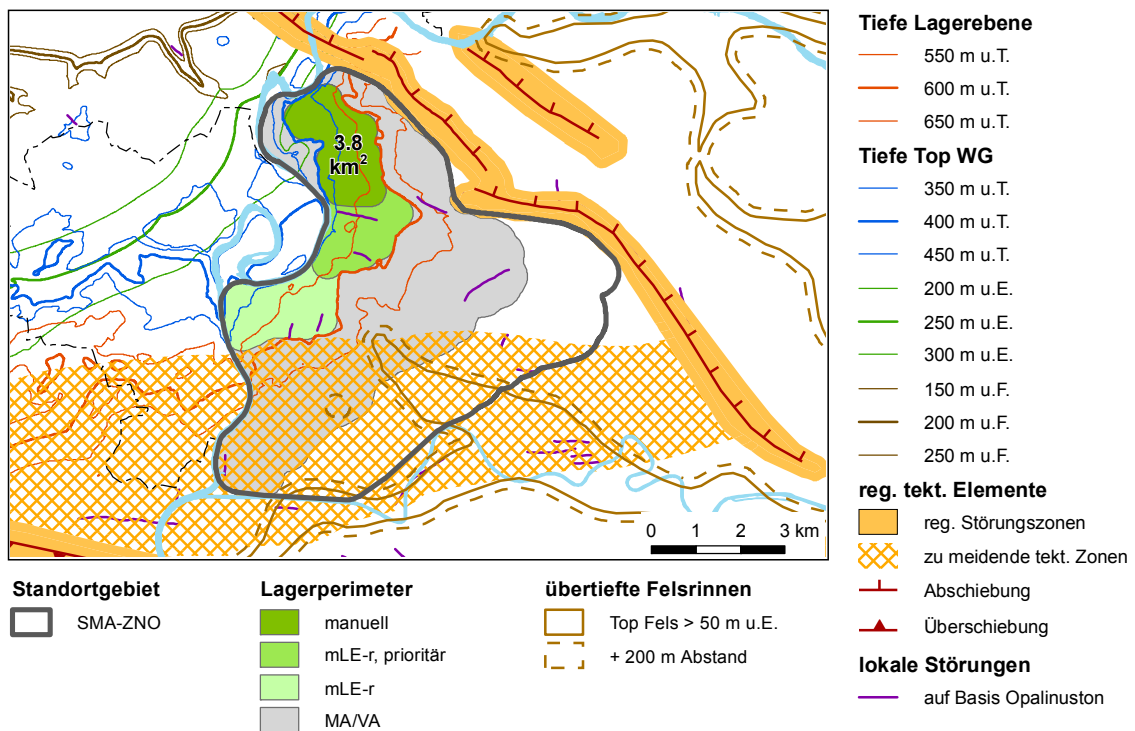 3.8
km²
0 1 2 3 km
Tiefe Lagerebene
550 m u.T.
600 m u.T.
650 m u.T.
Tiefe Top WG
350 m u.T.
400 m u.T.
450 m u.T.
200 m u.E.
250 m u.E.
300 m u.E.
150 m u.F.
200 m u.F.
250 m u.F.
reg. tekt. Elemente
reg. Störungszonen
zu meidende tekt. Zonen
Abschiebung
Überschiebung
lokale Störungen
auf Basis Opalinuston
Standortgebiet
SMA-ZNO
Lagerperimeter
manuell
mLE-r, prioritär
mLE-r
MA/VA
übertiefte Felsrinnen
Top Fels > 50 m u.E.
+ 200 m Abstand